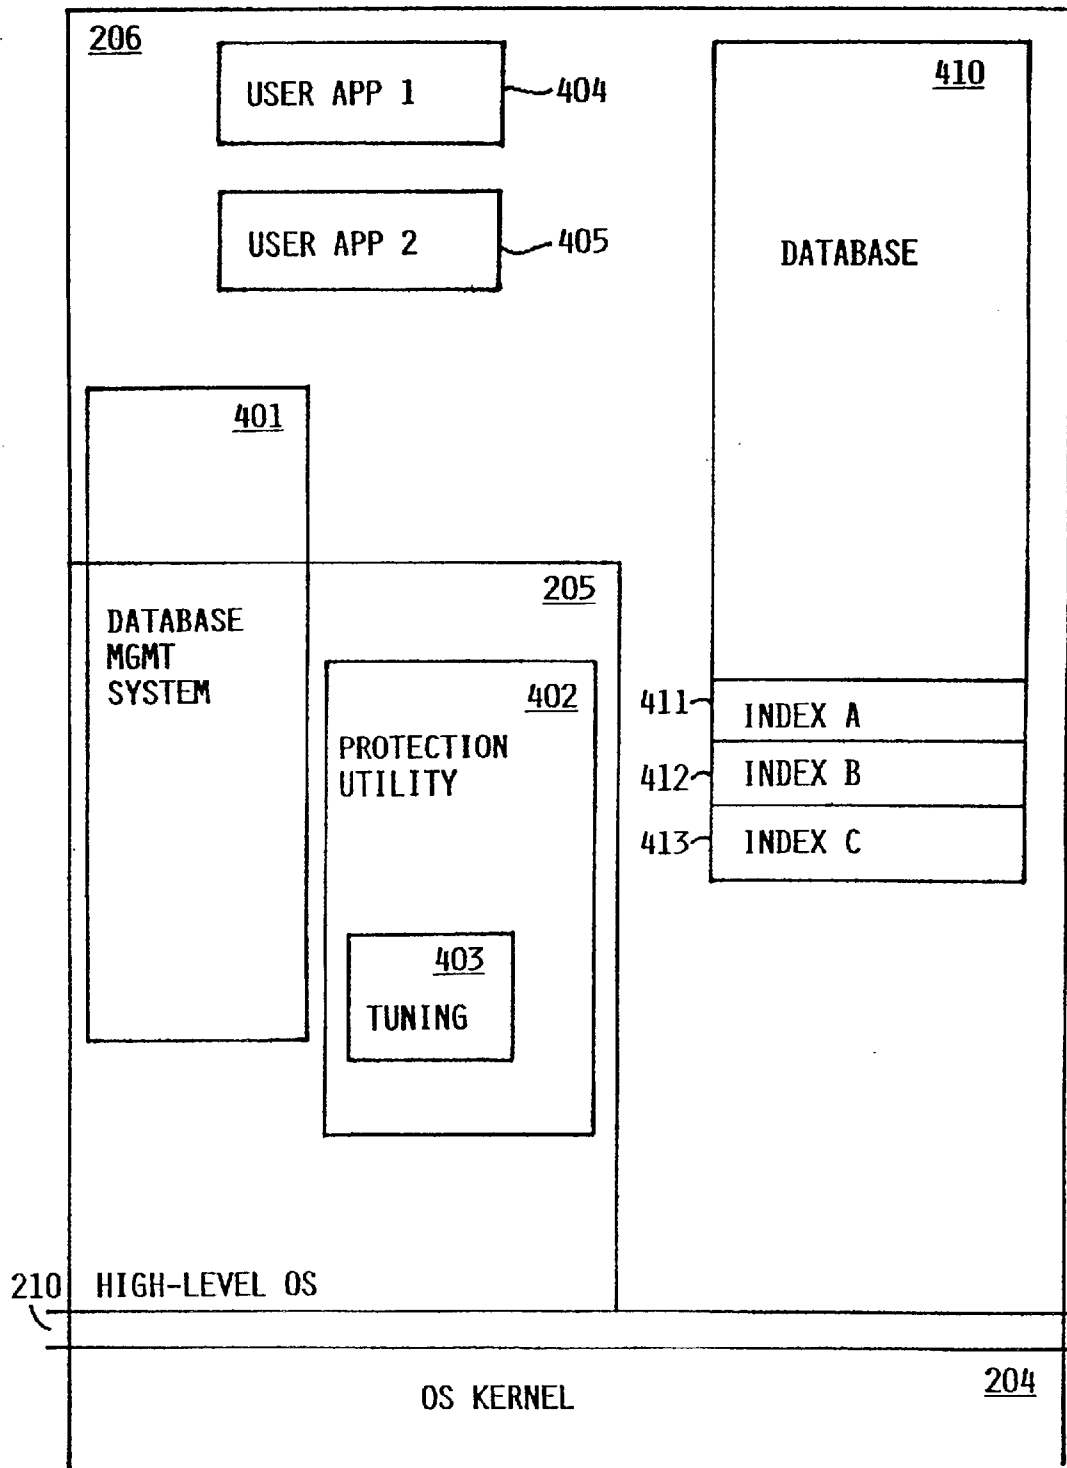 206
USER APP 1
404
410
USER APP 2
405
DATABASE
401
205
DATABASE
MGMT
SYSTEM
402
PROTECTION
UTILITY
411
INDEX A
412
INDEX B
413
INDEX C
403
TUNING
210
HIGH-LEVEL OS
204
OS KERNEL